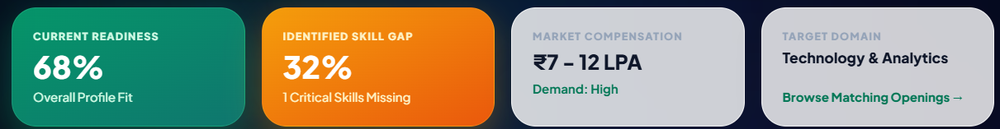 CURRENT READINESS
68%
Overall Profile Fit
IDENTIFIED SKILL GAP
32%
1 Critical Skills Missing
MARKET COMPENSATION
₹7 – 12 LPA
Demand: High
TARGET DOMAIN
Technology & Analytics
Browse Matching Openings →